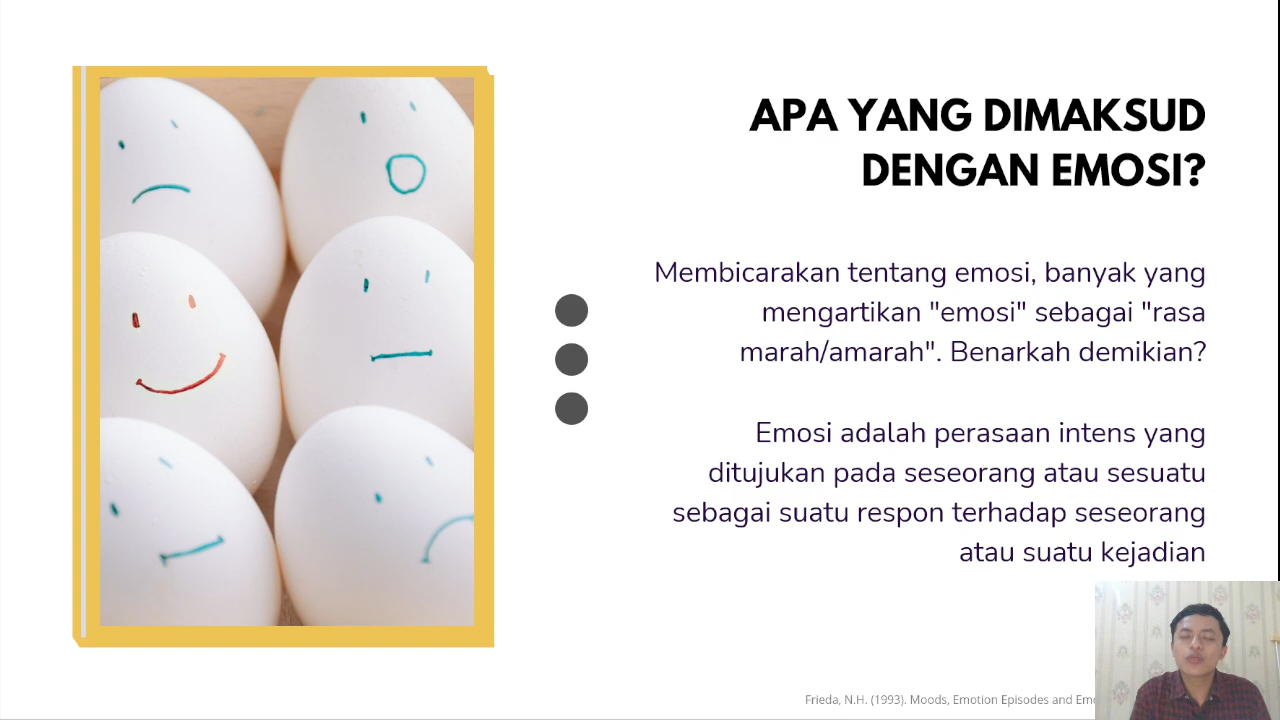 APA YANG DIMAKSUD
DENGAN EMOSI?
Membicarakan tentang emosi, banyak yang
mengartikan "emosi" sebagai "rasa
marah/amarah". Benarkah demikian?
Emosi adalah perasaan intens yang
ditujukan pada seseorang atau sesuatu
sebagai suatu respon terhadap seseorang
atau suatu kejadian
Frieda, N.H. (1993). Moods, Emotion Episodes and